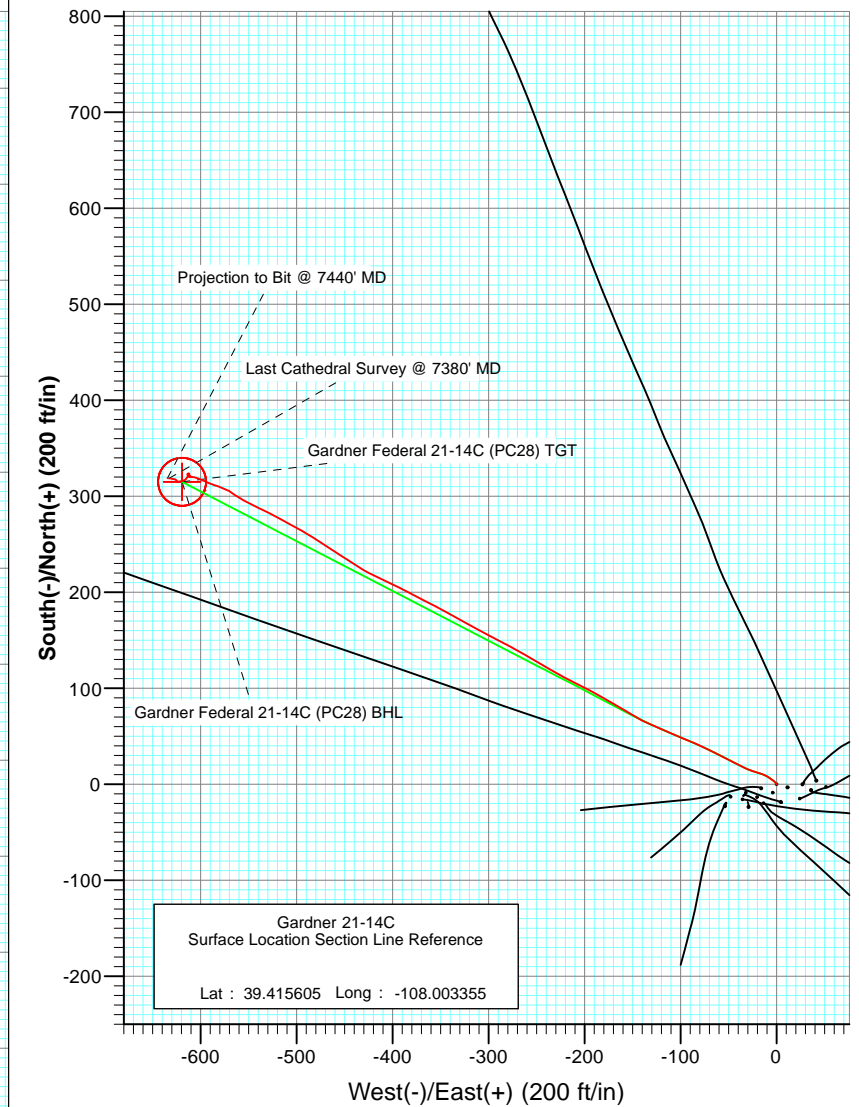 800
700
600
500
400
300
200
100
0
-100
-200
South(-)/North(+) (200 ft/in)
Projection to Bit @ 7440' MD
Last Cathedral Survey @ 7380' MD
Gardner Federal 21-14C (PC28) TGT
Gardner Federal 21-14C (PC28) BHL
Gardner 21-14C
Surface Location Section Line Reference
Lat : 39.415605 Long : -108.003355
-600 -500 -400 -300 -200 -100 0
West(-)/East(+) (200 ft/in)